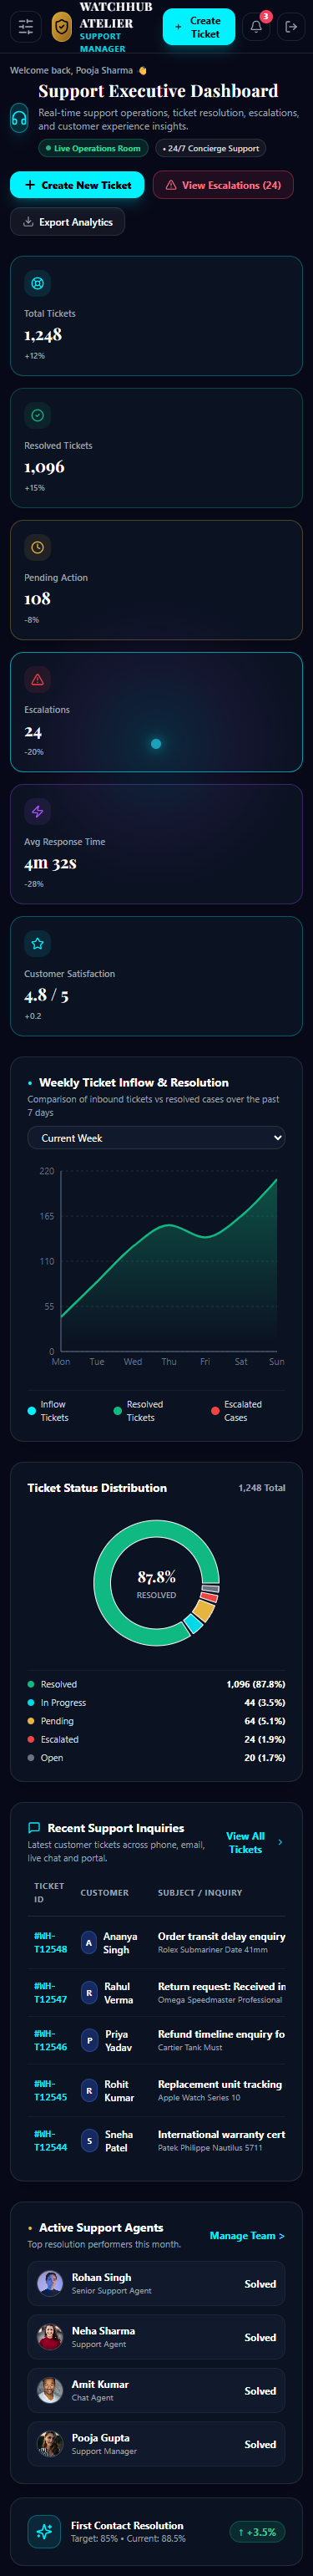 WATCHHUB
ATELIER
SUPPORT
MANAGER
+ Create
Ticket
3
Welcome back, Pooja Sharma 👋
Support Executive Dashboard
Real-time support operations, ticket resolution, escalations,
and customer experience insights.
Live Operations Room
• 24/7 Concierge Support
+ Create New Ticket
View Escalations (24)
Export Analytics
Total Tickets
1,248
+12%
Resolved Tickets
1,096
+15%
Pending Action
108
-8%
Escalations
24
-20%
Avg Response Time
4m 32s
-28%
Customer Satisfaction
4.8 / 5
+0.2
• Weekly Ticket Inflow & Resolution
Comparison of inbound tickets vs resolved cases over the past
7 days
Current Week
220
165
110
55
0
Mon Tue Wed Thu Fri Sat Sun
Inflow
Tickets
Resolved
Tickets
Escalated
Cases
Ticket Status Distribution
1,248 Total
87.8%
RESOLVED
Resolved 1,096 (87.8%)
In Progress 44 (3.5%)
Pending 64 (5.1%)
Escalated 24 (1.9%)
Open 20 (1.7%)
Recent Support Inquiries
Latest customer tickets across phone, email,
live chat and portal.
View All
Tickets >
TICKET
ID
CUSTOMER
SUBJECT / INQUIRY
#WH-
T12548
A
Ananya
Singh
Order transit delay enquiry
Rolex Submariner Date 41mm
#WH-
T12547
R
Rahul
Verma
Return request: Received in
Omega Speedmaster Professional
#WH-
T12546
P
Priya
Yadav
Refund timeline enquiry fo
Cartier Tank Must
#WH-
T12545
R
Rohit
Kumar
Replacement unit tracking
Apple Watch Series 10
#WH-
T12544
S
Sneha
Patel
International warranty cert
Patek Philippe Nautilus 5711
• Active Support Agents
Top resolution performers this month.
Manage Team >
Rohan Singh
Senior Support Agent
Solved
Neha Sharma
Support Agent
Solved
Amit Kumar
Chat Agent
Solved
Pooja Gupta
Support Manager
Solved
First Contact Resolution
Target: 85% • Current: 88.5%
↑ +3.5%